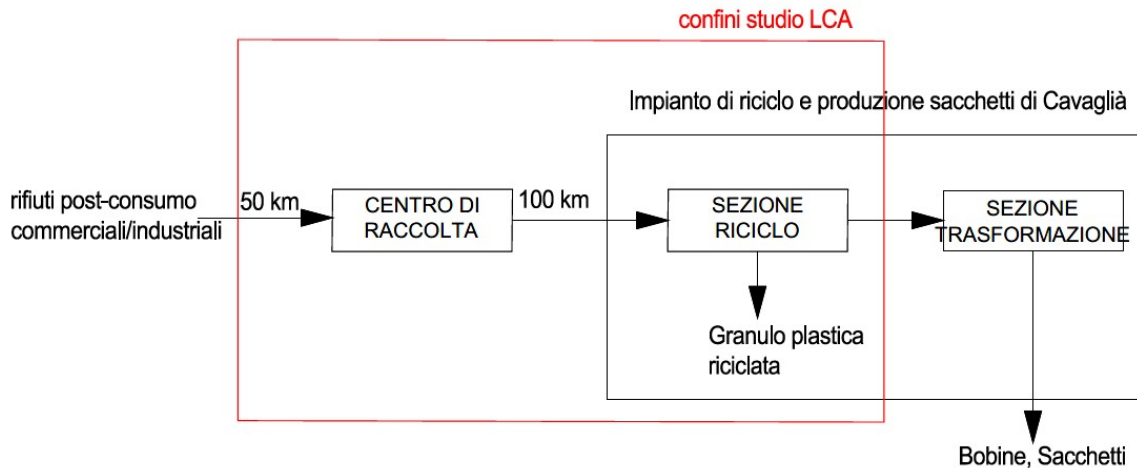 confini studio LCA
Impianto di riciclo e produzione sacchetti di Cavaglià
rifiuti post-consumo
commerciali/industriali
50 km
CENTRO DI
RACCOLTA
100 km
SEZIONE
RICICLO
SEZIONE
TRASFORMAZIONE
Granulo plastica
riciclata
Bobine, Sacchetti